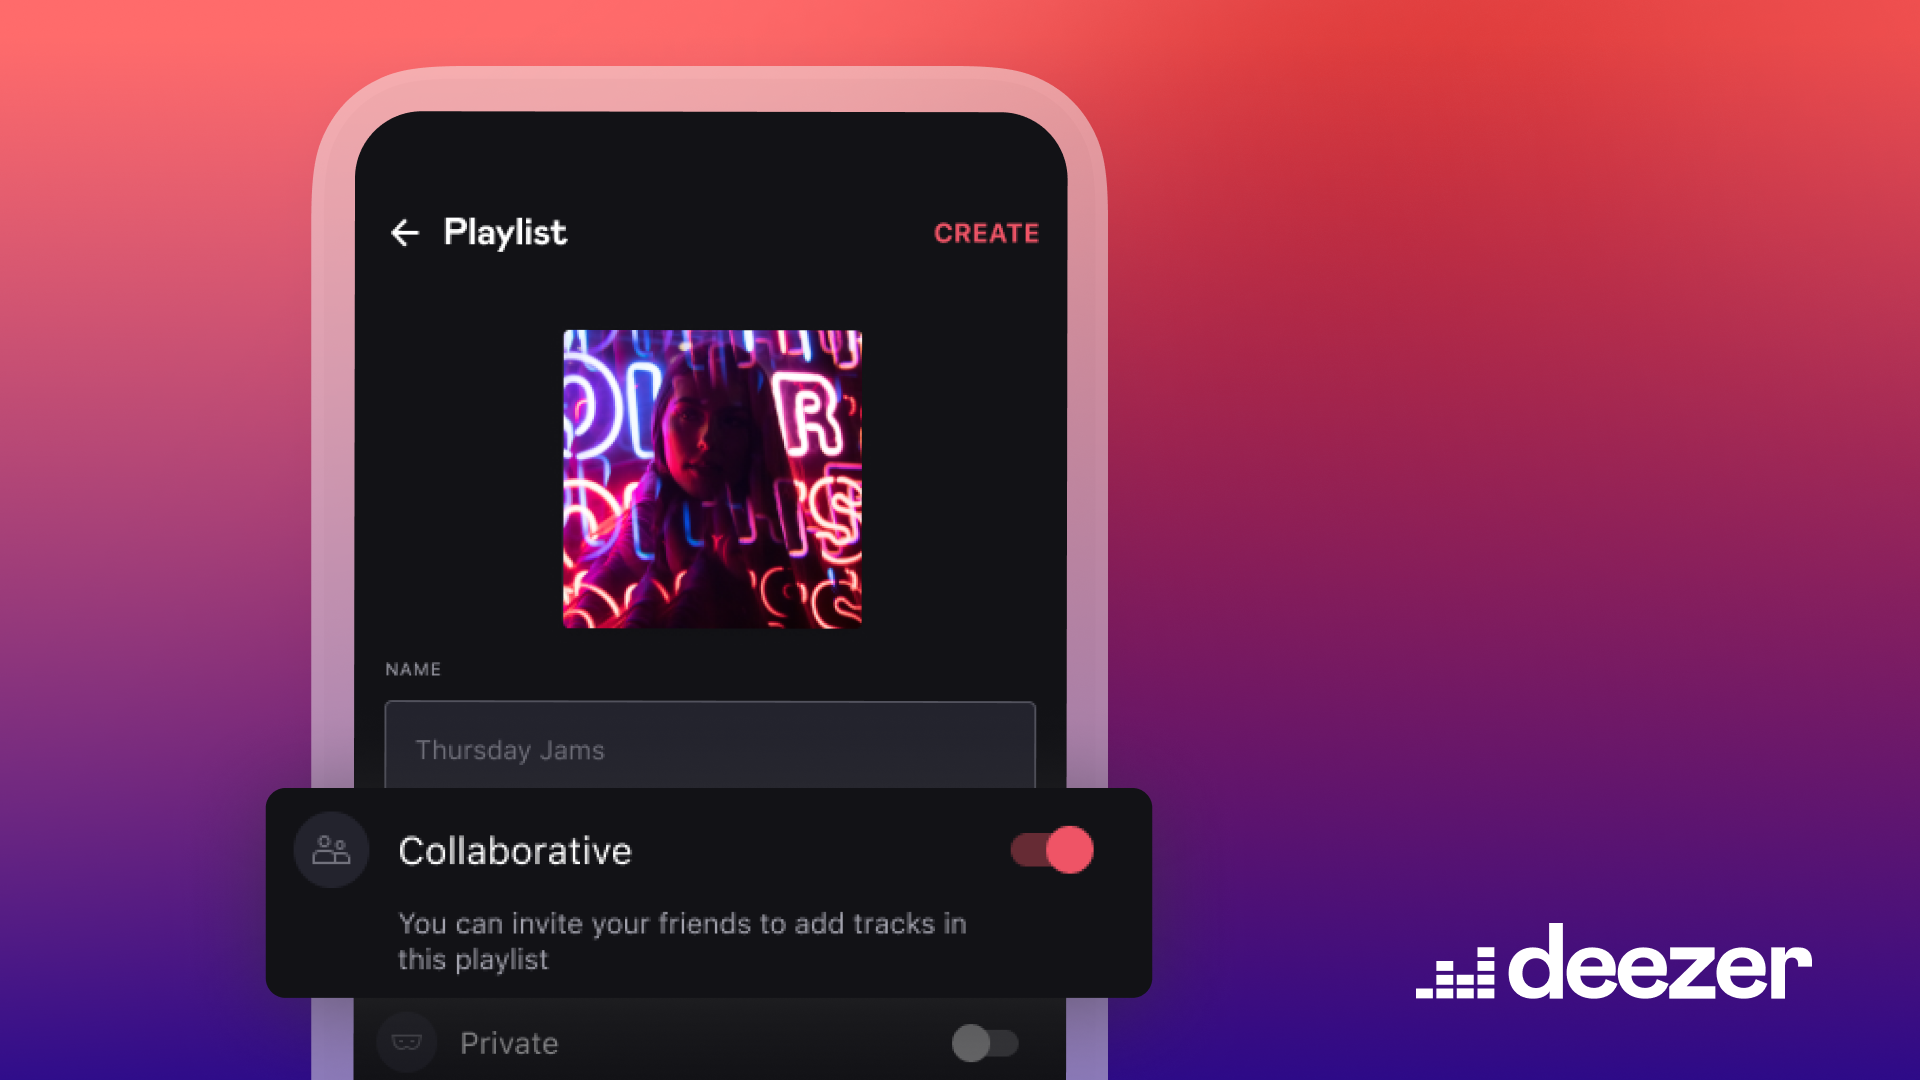 Playlist
CREATE
R
NAME
Thursday Jams
Collaborative
You can invite your friends to add tracks in
this playlist
deezer
Private